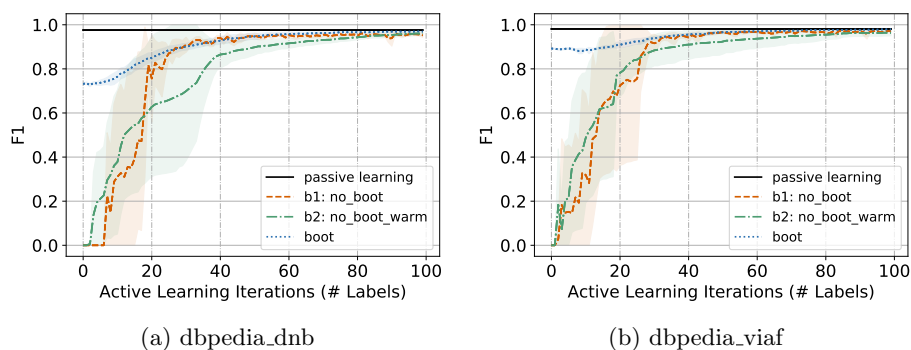 1.0
0.8
0.6
0.4
0.2
0.0
F1
passive learning
b1: no_boot
b2: no_boot_warm
boot
0 20 40 60 80 100
Active Learning Iterations (# Labels)
(a) dbpedia_dnb
1.0
0.8
0.6
0.4
0.2
0.0
F1
passive learning
b1: no_boot
b2: no_boot_warm
boot
0 20 40 60 80 100
Active Learning Iterations (# Labels)
(b) dbpedia_viaf